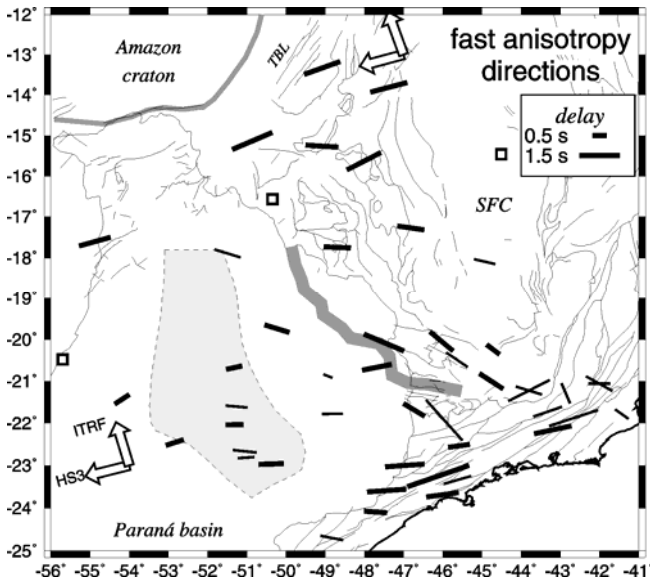 -12°
-13°
-14°
-15°
-16°
-17°
-18°
-19°
-20°
-21°
-22°
-23°
-24°
-25°
Amazon
craton
TBL
fast anisotropy
directions
delay
0.5 s
1.5 s
SFC
ITRF
HS3
Paraná basin
-56° -55° -54° -53° -52° -51° -50° -49° -48° -47° -46° -45° -44° -43° -42° -41°